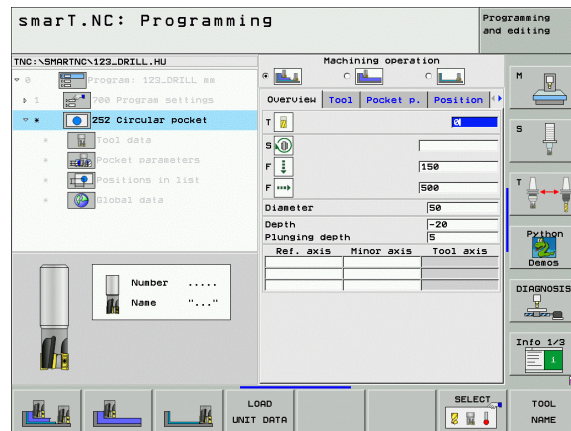 smarT.NC: Programming
Programming
and editing
TNC:\SMARTNC\123_DRILL.HU
0 Program: 123_DRILL mm
1 700 Program settings
* 252 Circular pocket
* Tool data
* Pocket parameters
* Positions in list
* Global data
Machining operation
Overview Tool Pocket p. Position
T 0
S
F 150
F 500
Diameter 50
Depth -20
Plunging depth 5
Ref. axis Minor axis Tool axis
Number .....
Name "..."
M
S
T
Python
Demos
DIAGNOSIS
Info 1/3
LOAD
UNIT DATA
SELECT
TOOL
NAME